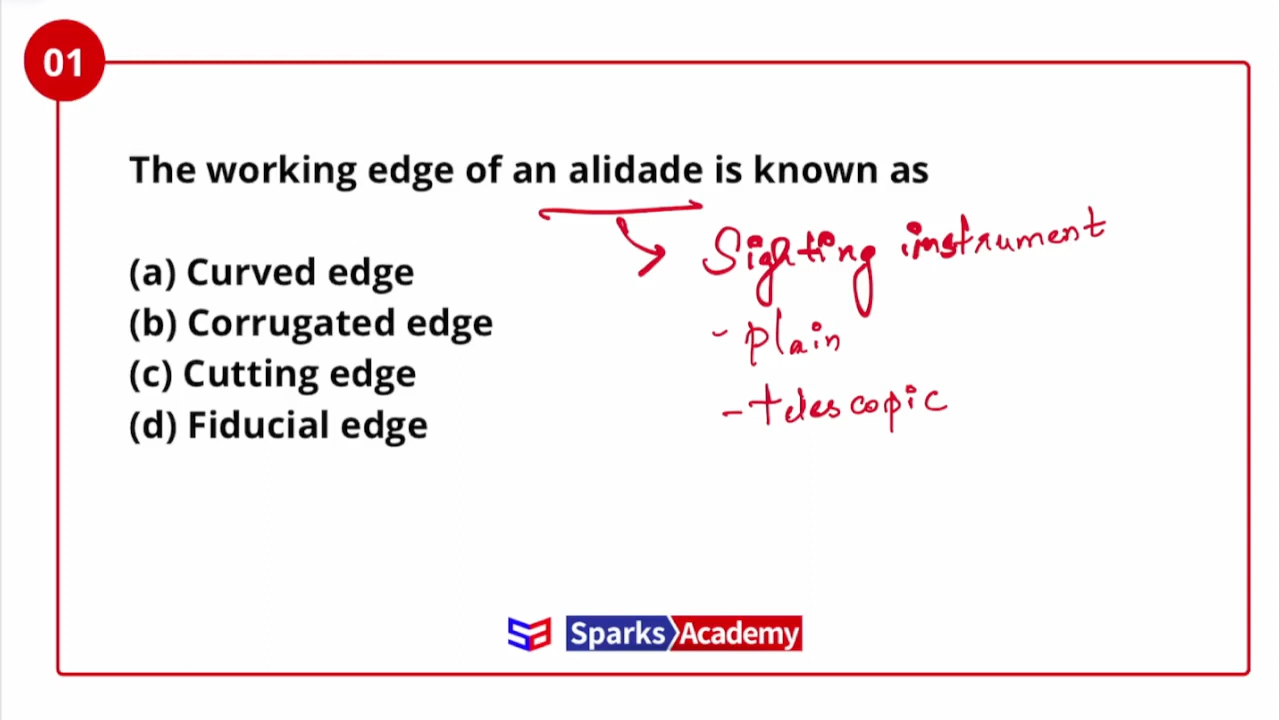 01
The working edge of an alidade is known as
Sighting instrument
(a) Curved edge
(b) Corrugated edge
- plain
(c) Cutting edge
- telescopic
(d) Fiducial edge
Sparks Academy